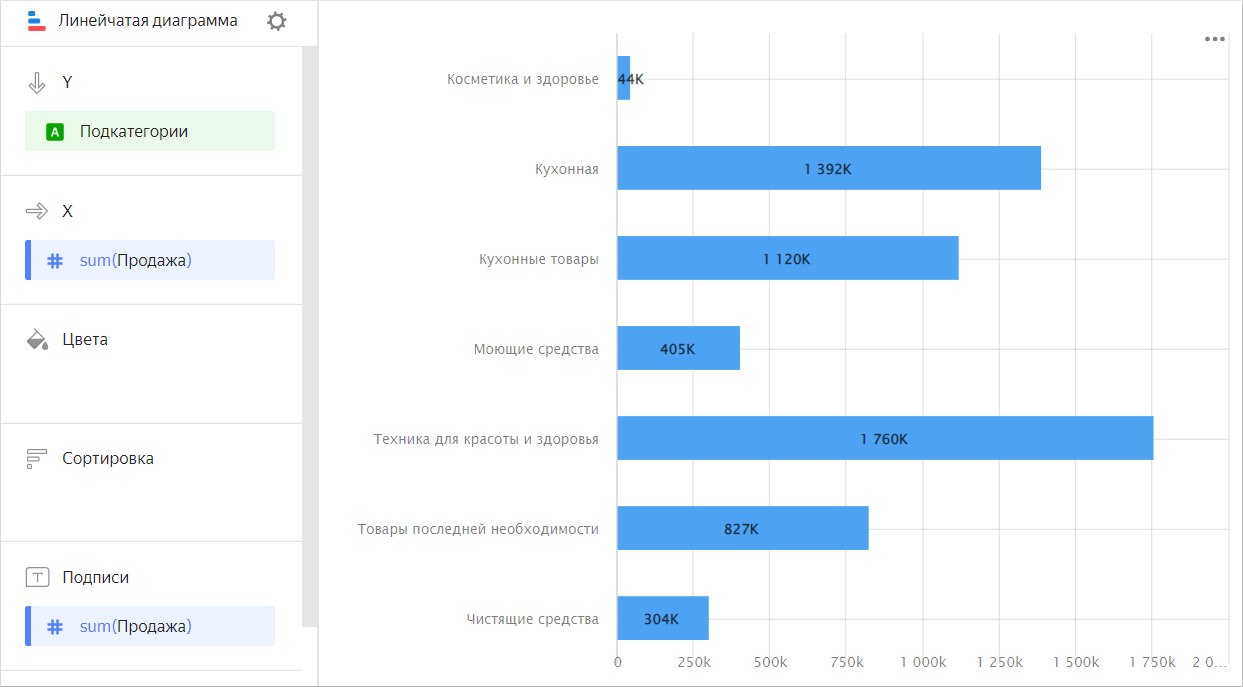 Линейчатая диаграмма
Y
A
Подкатегории
X
# sum(Продажа)
Цвета
Сортировка
T Подписи
# sum(Продажа)
Косметика и здоровье 44K
Кухонная 1 392K
Кухонные товары 1 120K
Моющие средства 405K
Техника для красоты и здоровья 1 760K
Товары последней необходимости 827K
Чистящие средства 304K
0 250k 500k 750k 1 000k 1 250k 1 500k 1 750k 2 0...